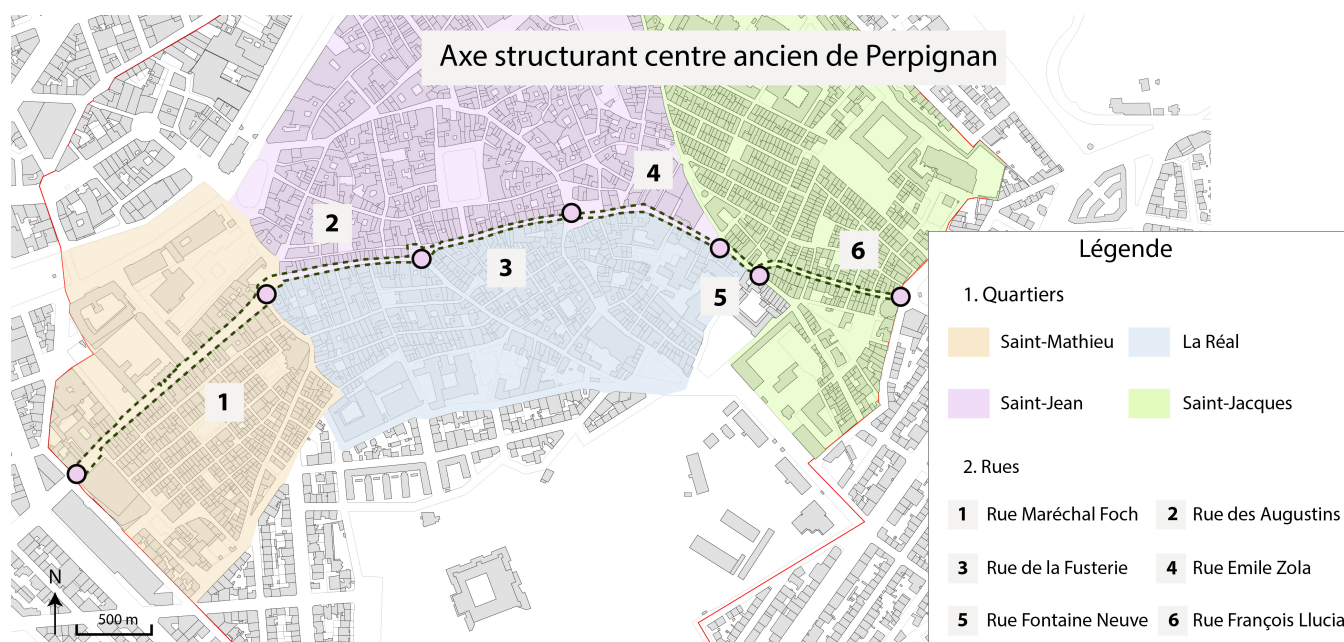 Axe structurant centre ancien de Perpignan
4
2
6
3
5
1
N
500 m
Légende
1. Quartiers
Saint-Mathieu
La Réal
Saint-Jean
Saint-Jacques
2. Rues
1 Rue Maréchal Foch
2 Rue des Augustins
3 Rue de la Fusterie
4 Rue Emile Zola
5 Rue Fontaine Neuve
6 Rue François Llucia